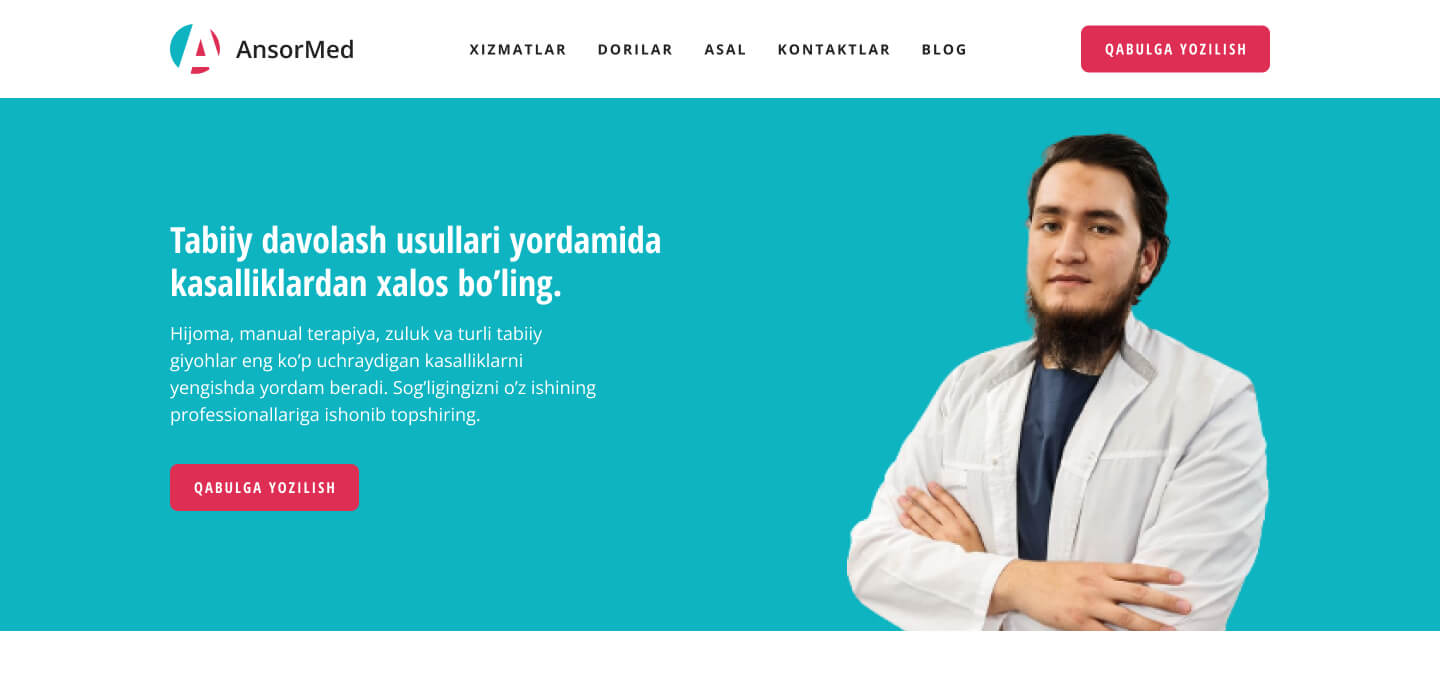 AnsorMed
XIZMATLAR DORILAR ASAL KONTAKTLAR BLOG
QABULGA YOZILISH
Tabiiy davolash usullari yordamida
kasalliklardan xalos bo’ling.
Hijoma, manual terapiya, zuluk va turli tabiiy
giyohlar eng ko’p uchraydigan kasalliklarni
yengishda yordam beradi. Sog’ligingizni o’z ishining
professionallariga ishonib topshiring.
QABULGA YOZILISH